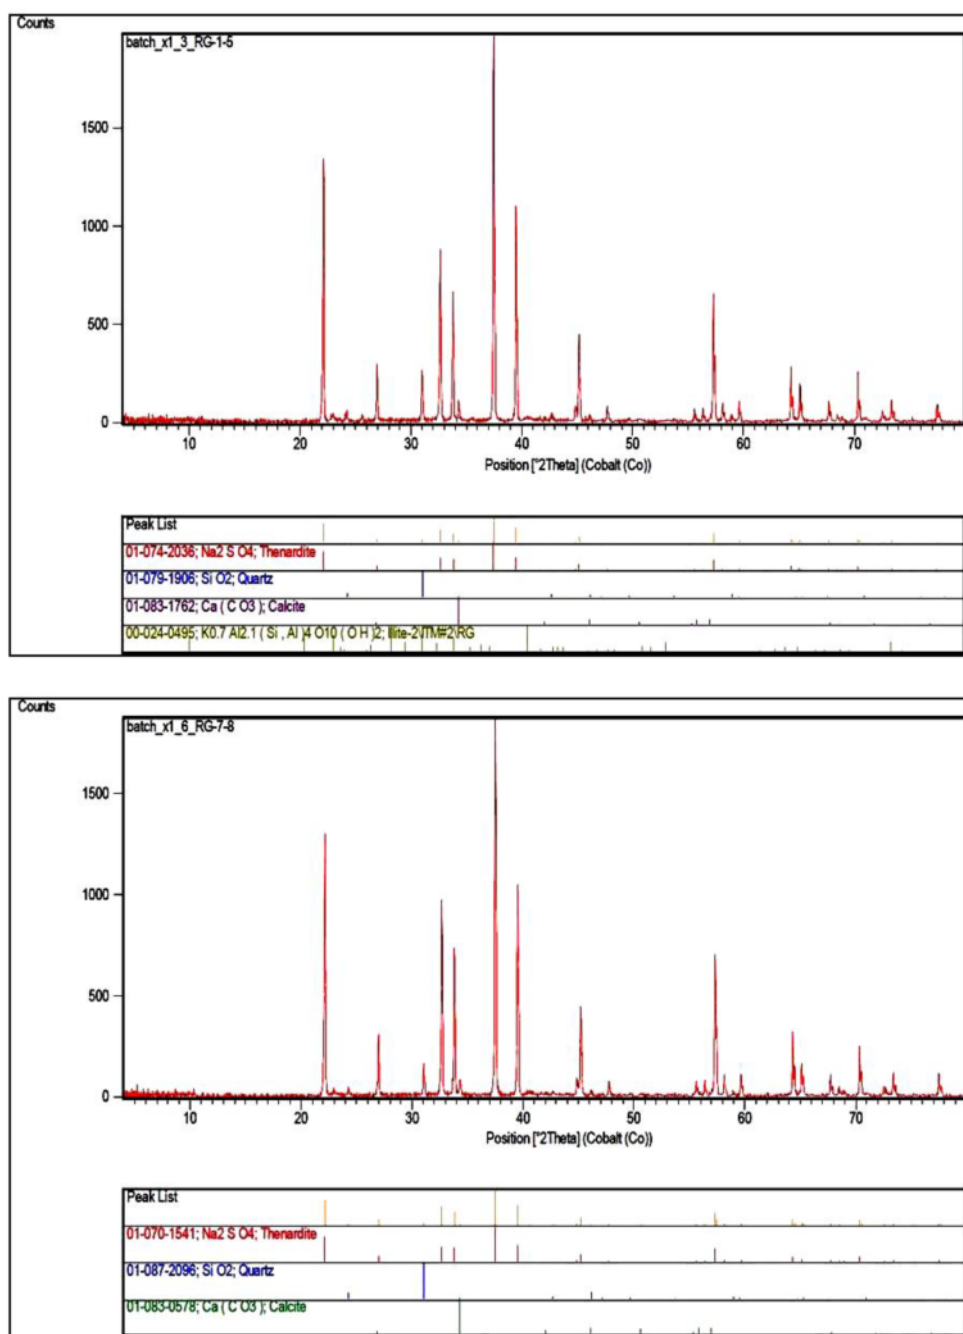 Counts
batch_x1_3_RG-1-5
1500
1000
500
0
10 20 30 40 50 60 70
Position [°2Theta] (Cobalt (Co))
Peak List
01-074-2036; Na2 S O4; Thenardite
01-079-1906; Si O2; Quartz
01-083-1762; Ca ( C O3 ); Calcite
00-024-0495; K0.7 Al2.1 ( Si , Al )4 O10 ( O H )2; Illite-2\ITM#2\RG
Counts
batch_x1_6_RG-7-8
1500
1000
500
0
10 20 30 40 50 60 70
Position [°2Theta] (Cobalt (Co))
Peak List
01-070-1541; Na2 S O4; Thenardite
01-087-2096; Si O2; Quartz
01-083-0578; Ca ( C O3 ); Calcite